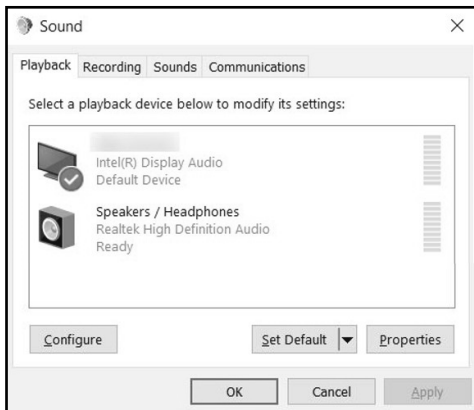 Sound
Playback Recording Sounds Communications
Select a playback device below to modify its settings:
Intel(R) Display Audio
Default Device
Speakers / Headphones
Realtek High Definition Audio
Ready
Configure Set Default Properties
OK Cancel Apply